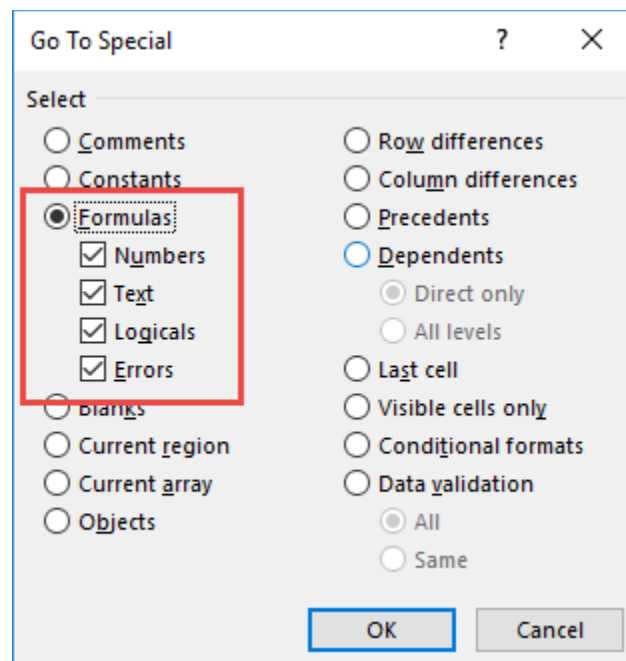 Go To Special ? ×
Select
Comments
Constants
Formulas
Numbers
Text
Logicals
Errors
Blanks
Current region
Current array
Objects
Row differences
Column differences
Precedents
Dependents
Direct only
All levels
Last cell
Visible cells only
Conditional formats
Data validation
All
Same
OK
Cancel